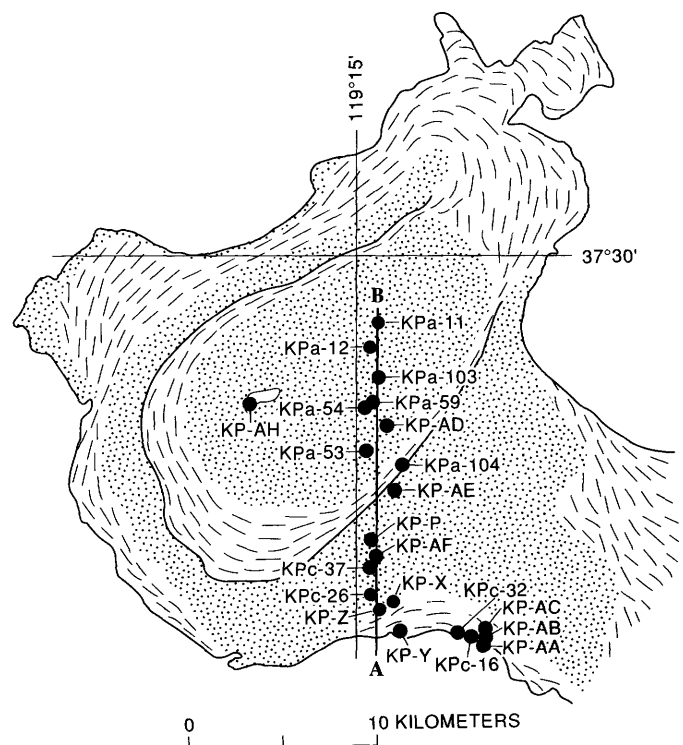 119°15'
37°30'
B
KPa-11
KPa-12
KPa-103
KPa-59
KPa-54
KP-AH
KP-AD
KPa-53
KPa-104
KP-AE
KP-P
KP-AF
KPc-37
KP-X
KPc-32
KPc-26
KP-AC
KP-Z
KP-AB
KP-AA
KP-Y
KPc-16
A
0 10 KILOMETERS